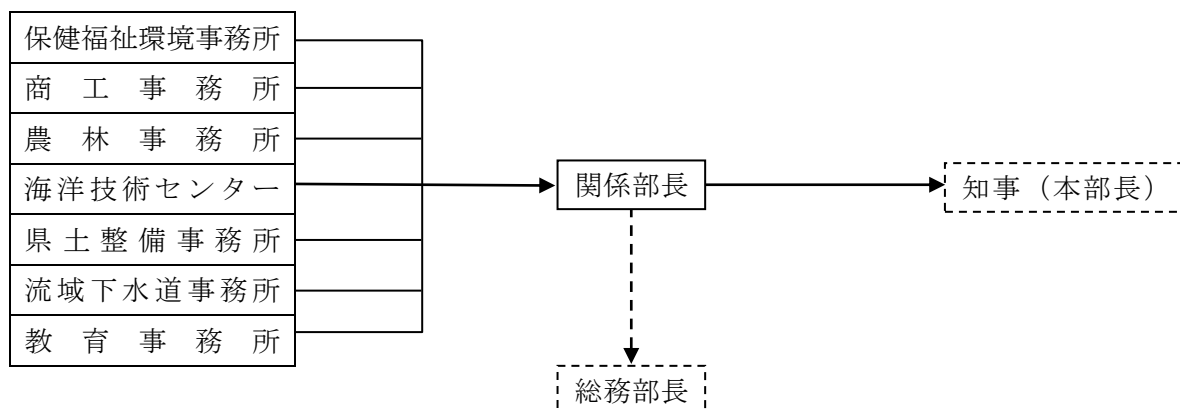 保健福祉環境事務所
商工事務所
農林事務所
海洋技術センター
県土整備事務所
流域下水道事務所
教育事務所
関係部長
知事（本部長）
総務部長